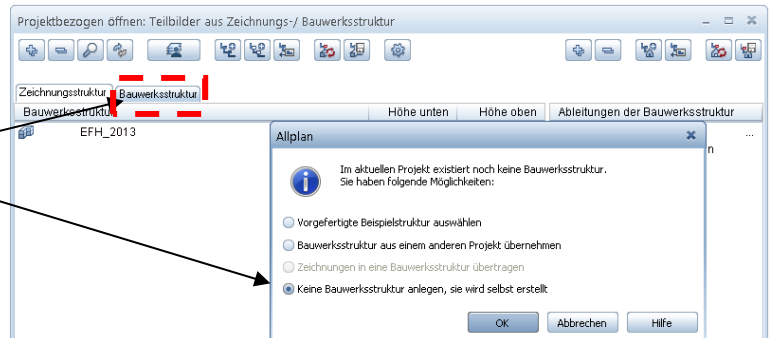 Projektbezogen öffnen: Teilbilder aus Zeichnungs-/ Bauwerksstruktur
Zeichnungsstruktur Bauwerksstruktur
Bauwerksstruktur Höhe unten Höhe oben Ableitungen der Bauwerksstruktur
EFH_2013 ...
n
Allplan
Im aktuellen Projekt existiert noch keine Bauwerksstruktur.
Sie haben folgende Möglichkeiten:
Vorgefertigte Beispielstruktur auswählen
Bauwerksstruktur aus einem anderen Projekt übernehmen
Zeichnungen in eine Bauwerksstruktur übertragen
Keine Bauwerksstruktur anlegen, sie wird selbst erstellt
OK Abbrechen Hilfe